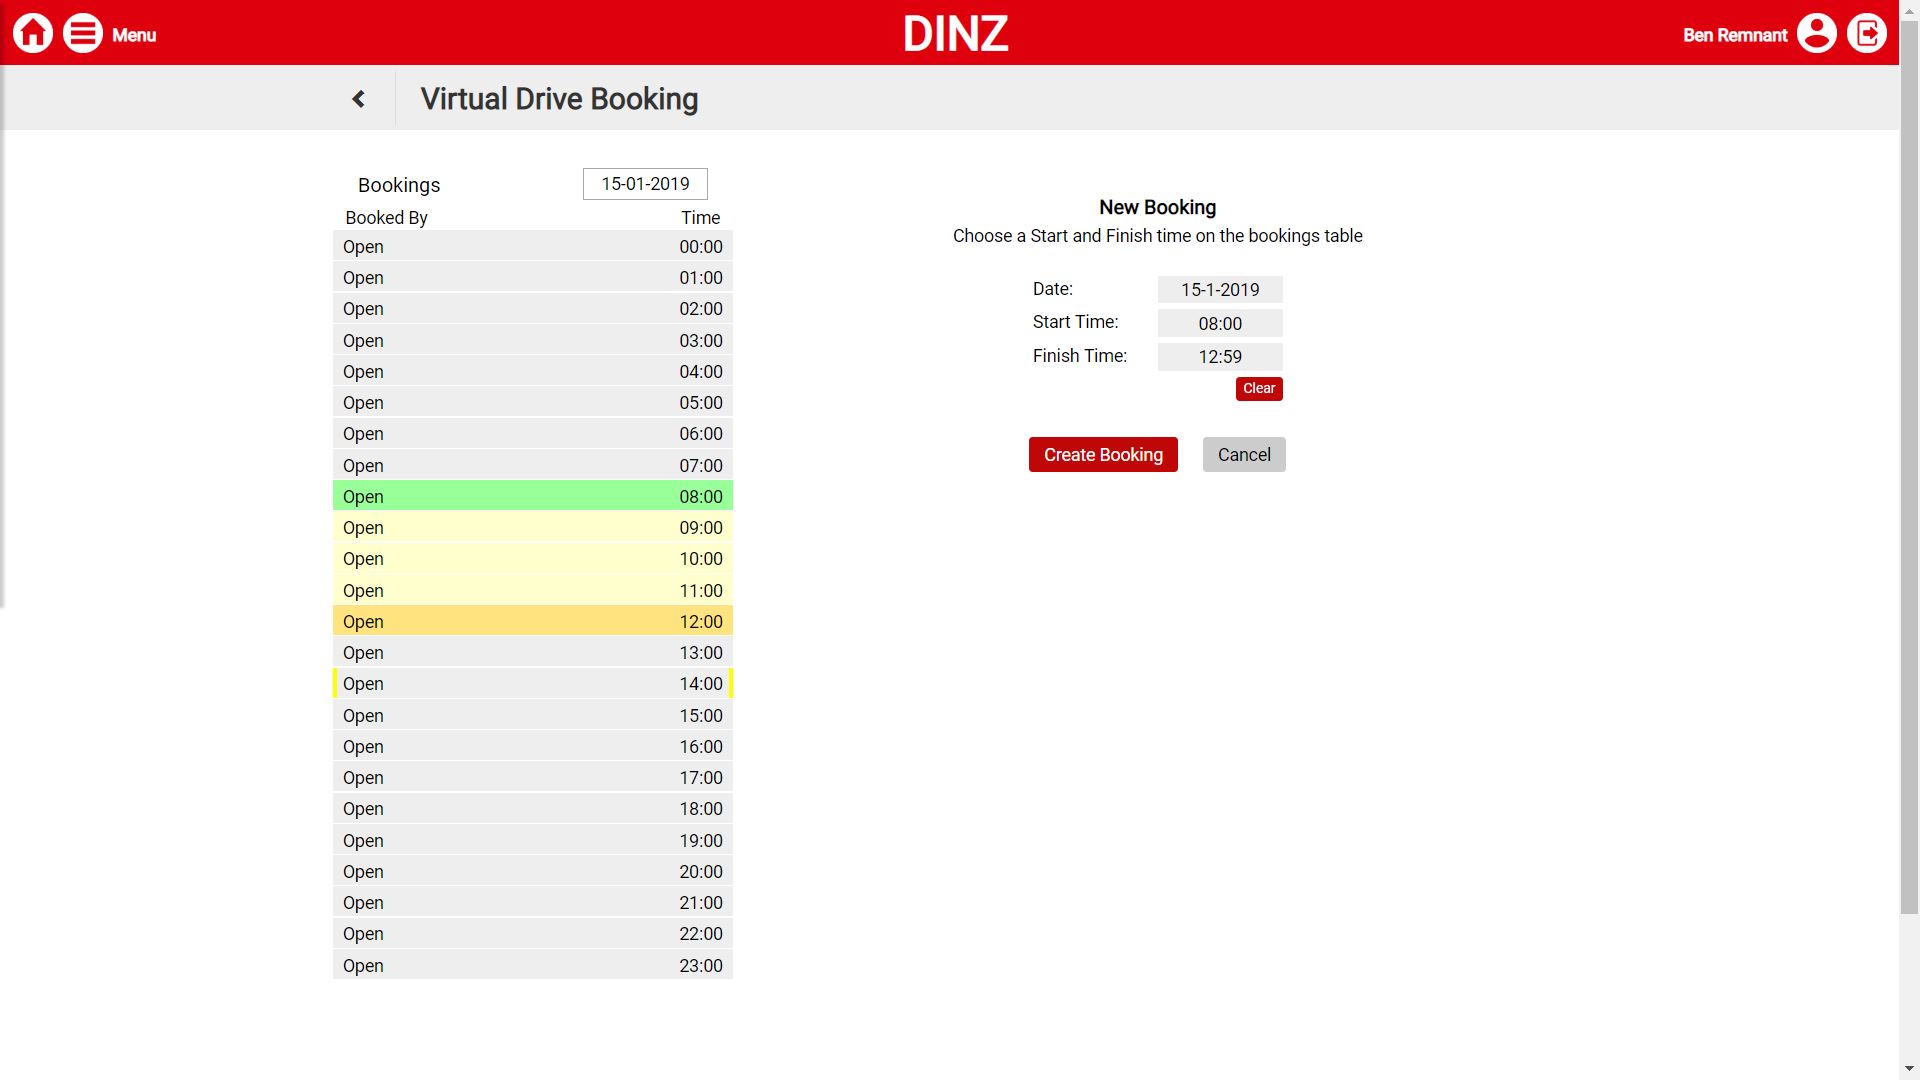 Menu
DINZ
Ben Remnant
Virtual Drive Booking
Bookings 15-01-2019
Booked By Time
Open 00:00
Open 01:00
Open 02:00
Open 03:00
Open 04:00
Open 05:00
Open 06:00
Open 07:00
Open 08:00
Open 09:00
Open 10:00
Open 11:00
Open 12:00
Open 13:00
Open 14:00
Open 15:00
Open 16:00
Open 17:00
Open 18:00
Open 19:00
Open 20:00
Open 21:00
Open 22:00
Open 23:00
New Booking
Choose a Start and Finish time on the bookings table
Date: 15-1-2019
Start Time: 08:00
Finish Time: 12:59
Clear
Create Booking Cancel